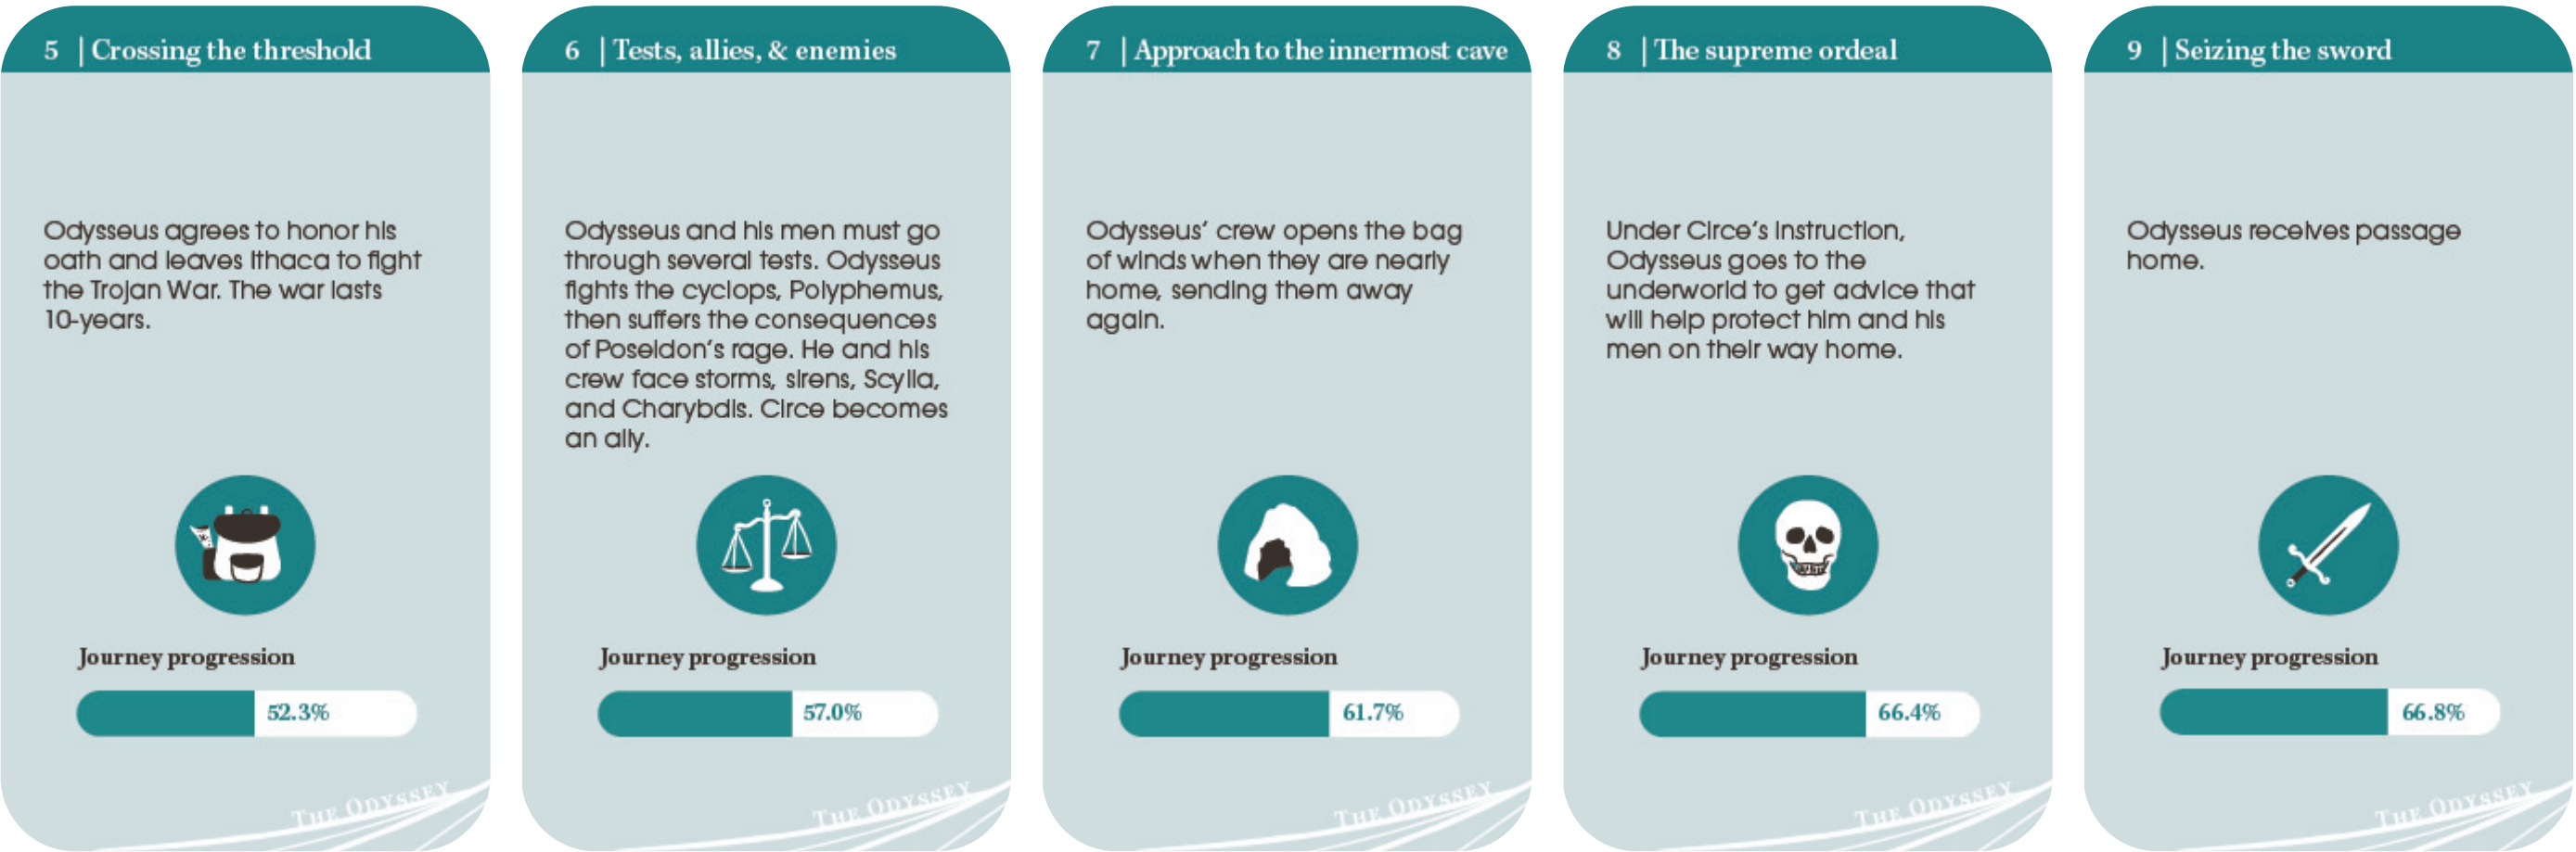 5 | Crossing the threshold
Odysseus agrees to honor his
oath and leaves Ithaca to fight
the Trojan War. The war lasts
10-years.
Journey progression
52.3%
THE ODYSSEY
6 | Tests, allies, & enemies
Odysseus and his men must go
through several tests. Odysseus
fights the cyclops, Polyphemus,
then suffers the consequences
of Poseidon's rage. He and his
crew face storms, sirens, Scylla,
and Charybdis. Circe becomes
an ally.
Journey progression
57.0%
THE ODYSSEY
7 | Approach to the innermost cave
Odysseus' crew opens the bag
of winds when they are nearly
home, sending them away
again.
Journey progression
61.7%
THE ODYSSEY
8 | The supreme ordeal
Under Circe's instruction,
Odysseus goes to the
underworld to get advice that
will help protect him and his
men on their way home.
Journey progression
66.4%
THE ODYSSEY
9 | Seizing the sword
Odysseus receives passage
home.
Journey progression
66.8%
THE ODYSSEY